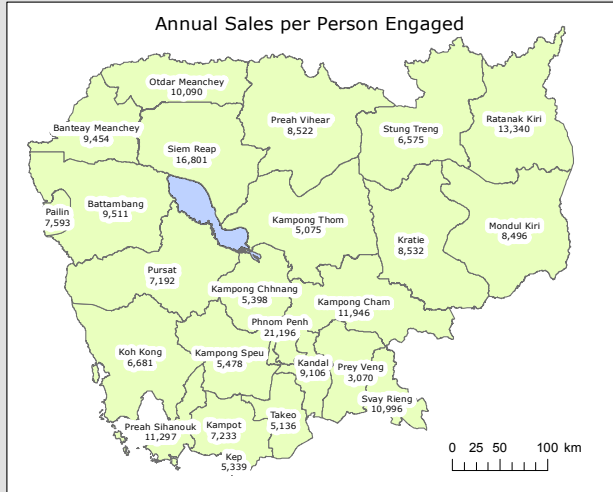 Annual Sales per Person Engaged
Otdar Meanchey
10,090
Banteay Meanchey
9,454
Siem Reap
16,801
Preah Vihear
8,522
Stung Treng
6,575
Ratanak Kiri
13,340
Pailin
7,593
Battambang
9,511
Kampong Thom
5,075
Kratie
8,532
Mondul Kiri
8,496
Pursat
7,192
Kampong Chhnang
5,398
Kampong Cham
11,946
Phnom Penh
21,196
Koh Kong
6,681
Kampong Speu
5,478
Kandal
9,106
Prey Veng
3,070
Svay Rieng
10,996
Preah Sihanouk
11,297
Kampot
7,233
Takeo
5,136
Kep
5,339
0 25 50 100 km